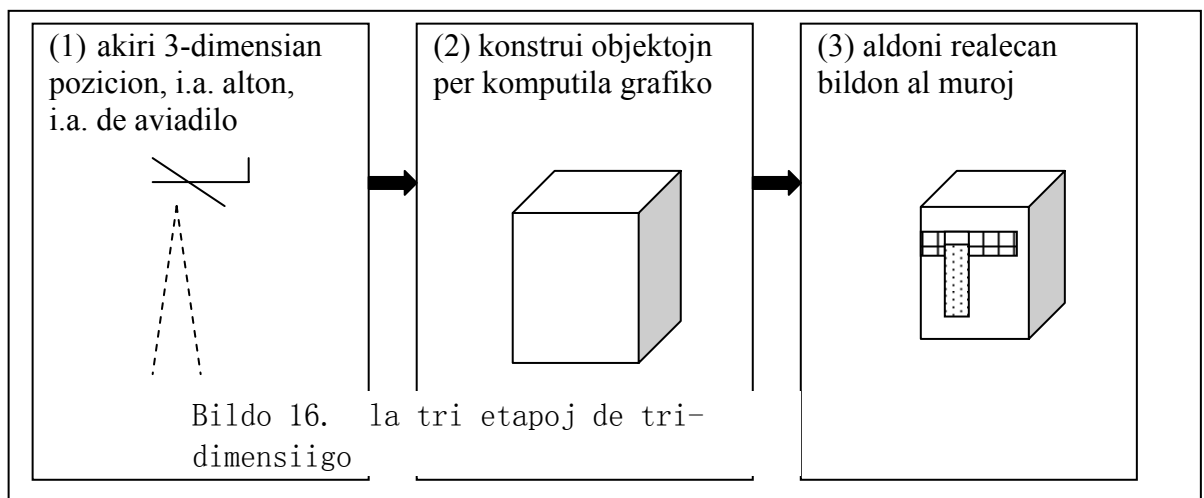 (1) akiri 3-dimensian
pozicion, i.a. alton,
i.a. de aviadilo
(2) konstrui objektojn
per komputila grafiko
(3) aldoni realecan
bildon al muroj
Bildo 16.  la tri etapoj de tri-
dimensiigo